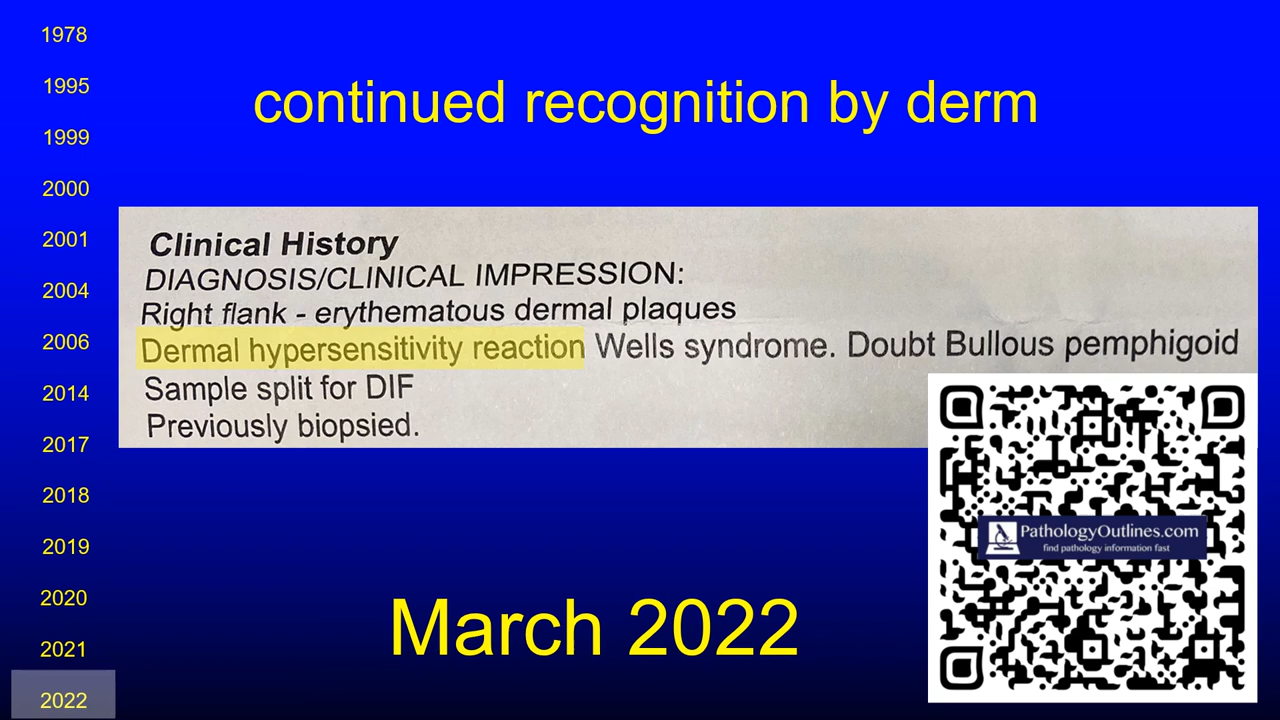 1978
1995
1999
2000
2001
2004
2006
2014
2017
2018
2019
2020
2021
2022
continued recognition by derm
Clinical History
DIAGNOSIS/CLINICAL IMPRESSION:
Right flank - erythematous dermal plaques
Dermal hypersensitivity reaction Wells syndrome. Doubt Bullous pemphigoid
Sample split for DIF
Previously biopsied.
PathologyOutlines.com
find pathology information fast
March 2022